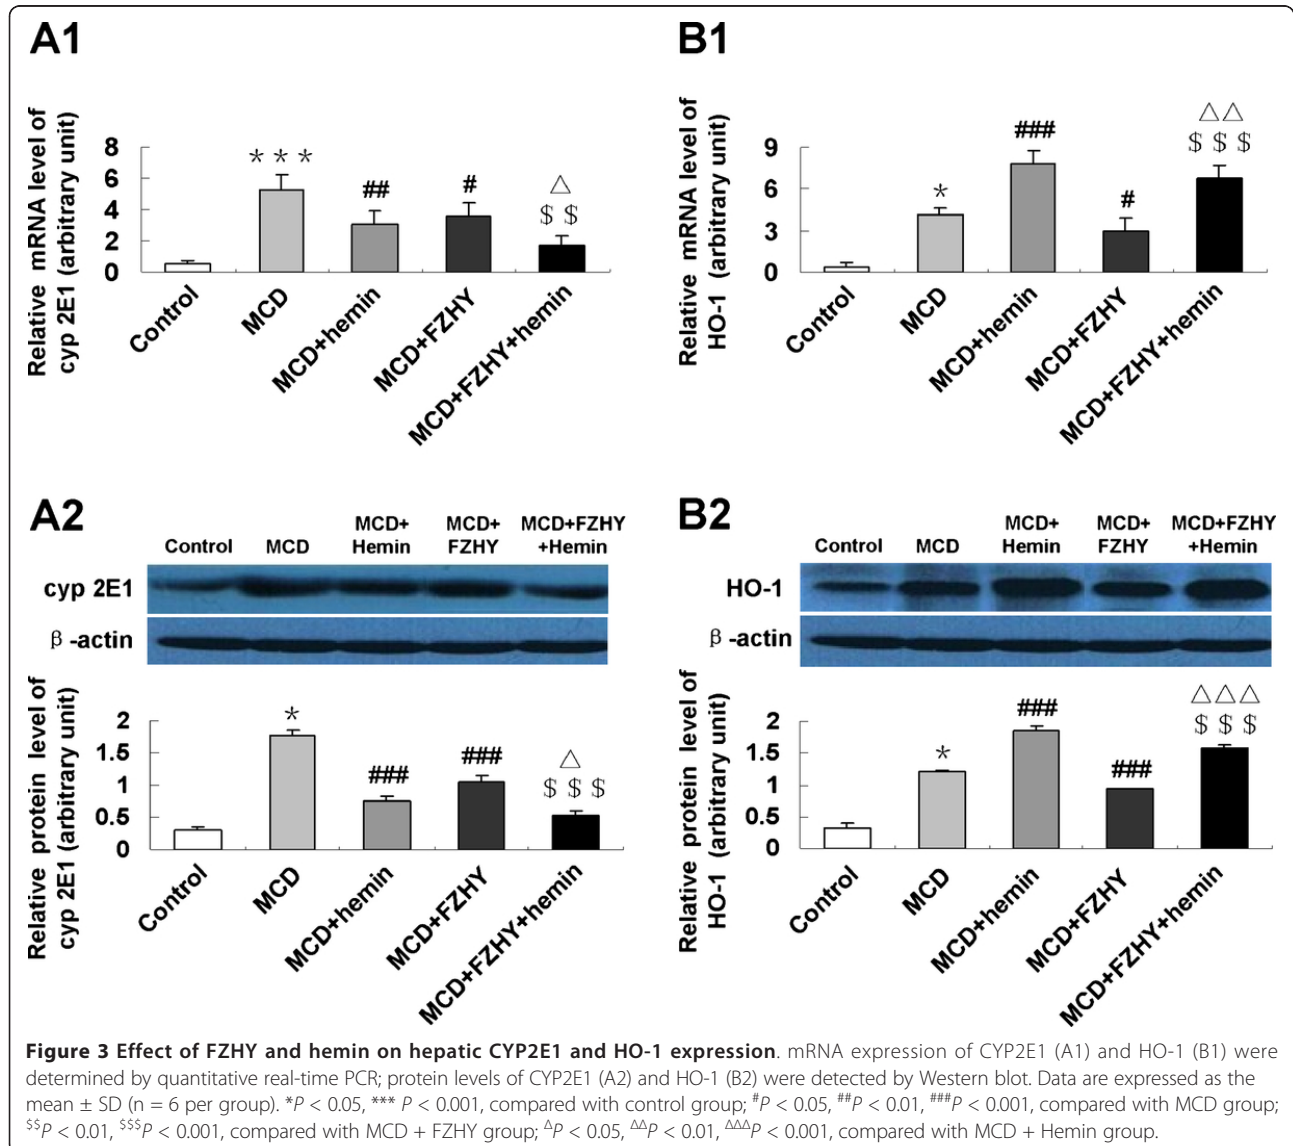 A1
Relative mRNA level of
cyp 2E1 (arbitrary unit)
8
6
4
2
0
* * *
##
#
△
$ $
Control
MCD
MCD+hemin
MCD+FZHY
MCD+FZHY+hemin
B1
Relative mRNA level of
HO-1 (arbitrary unit)
9
6
3
0
*
###
#
△△
$ $ $
Control
MCD
MCD+hemin
MCD+FZHY
MCD+FZHY+hemin
A2
Control MCD MCD+ Hemin MCD+ FZHY MCD+FZHY +Hemin
cyp 2E1
β -actin
Relative protein level of
cyp 2E1 (arbitrary unit)
2
1.5
1
0.5
0
*
###
###
△
$ $ $
Control
MCD
MCD+hemin
MCD+FZHY
MCD+FZHY+hemin
B2
Control MCD MCD+ Hemin MCD+ FZHY MCD+FZHY +Hemin
HO-1
β -actin
Relative protein level of
HO-1 (arbitrary unit)
2
1.5
1
0.5
0
*
###
###
△△△
$ $ $
Control
MCD
MCD+hemin
MCD+FZHY
MCD+FZHY+hemin
Figure 3 Effect of FZHY and hemin on hepatic CYP2E1 and HO-1 expression. mRNA expression of CYP2E1 (A1) and HO-1 (B1) were
determined by quantitative real-time PCR; protein levels of CYP2E1 (A2) and HO-1 (B2) were detected by Western blot. Data are expressed as the
mean ± SD (n = 6 per group). *P < 0.05, *** P < 0.001, compared with control group; #P < 0.05, ##P < 0.01, ###P < 0.001, compared with MCD group;
$$P < 0.01, $$$P < 0.001, compared with MCD + FZHY group; ΔP < 0.05, ΔΔP < 0.01, ΔΔΔP < 0.001, compared with MCD + Hemin group.